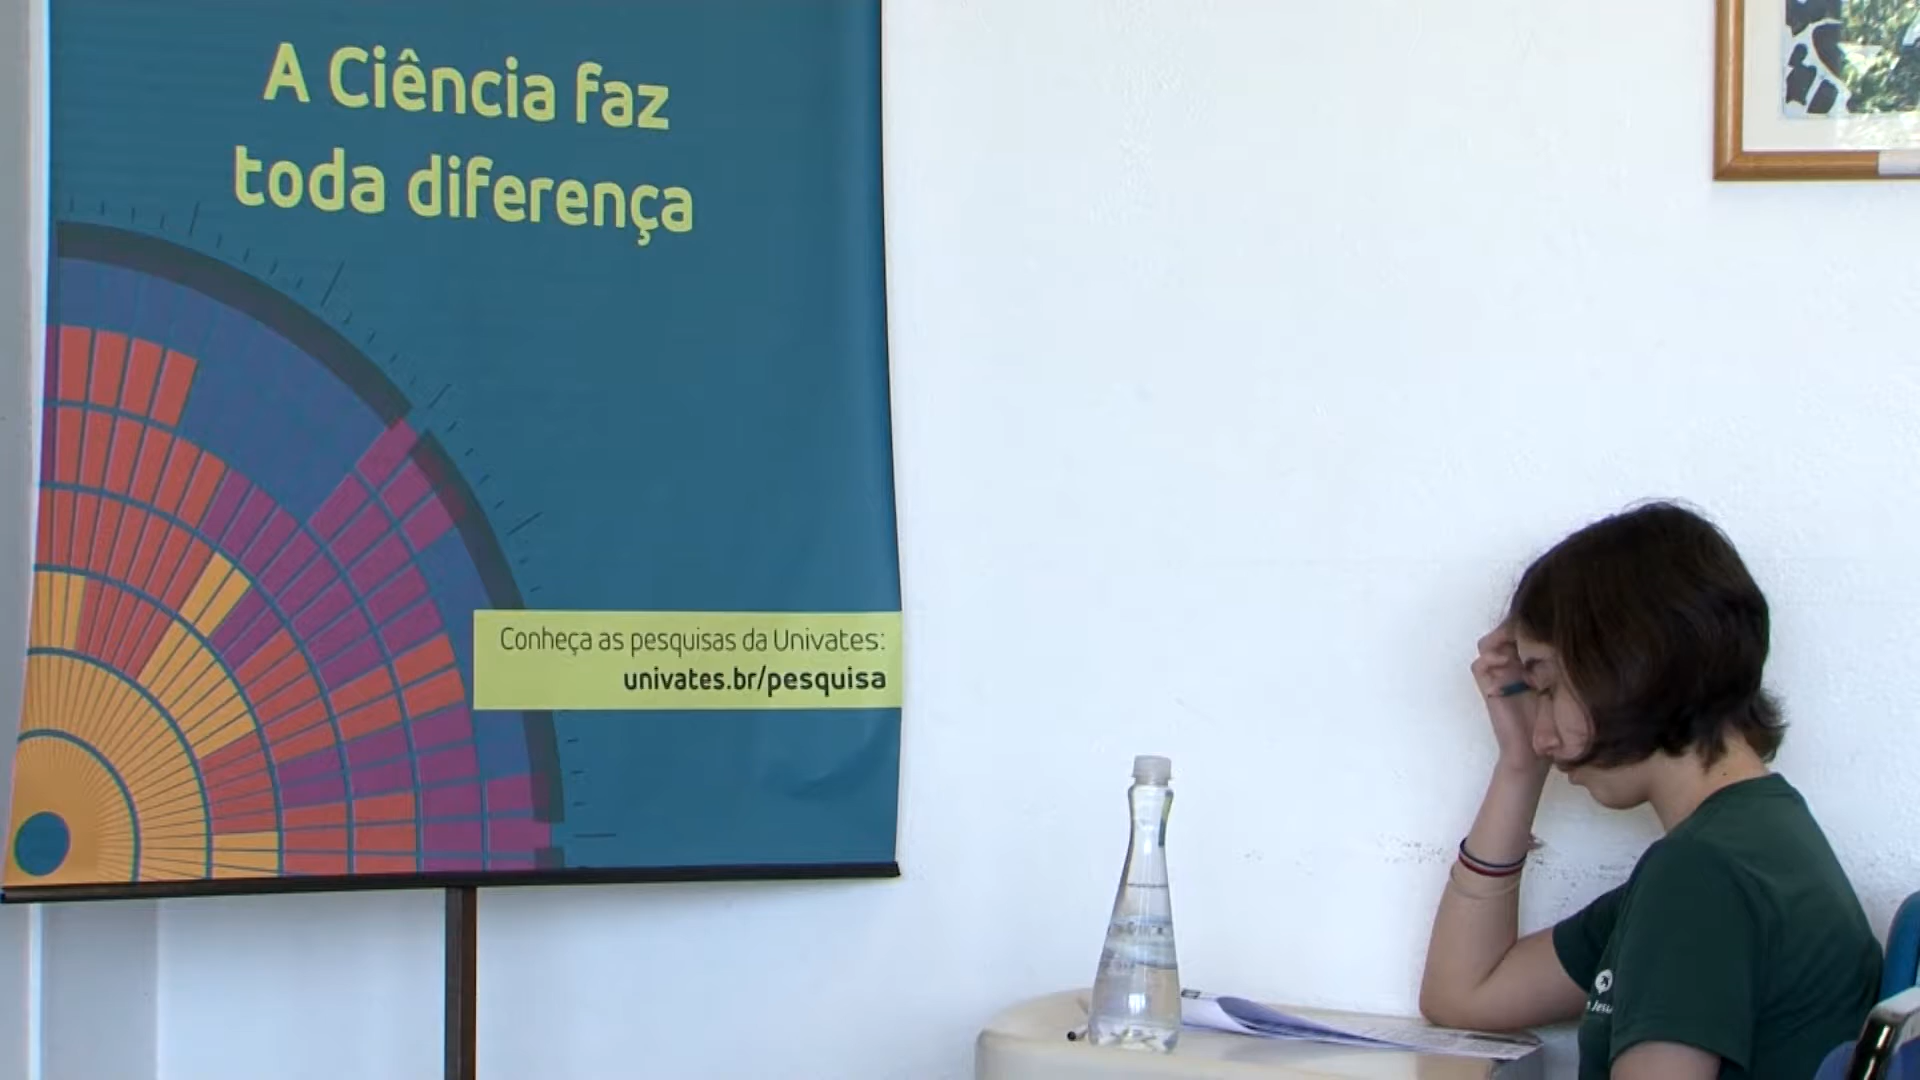 A Ciência faz
toda diferença
Conheça as pesquisas da Univates:
univates.br/pesquisa